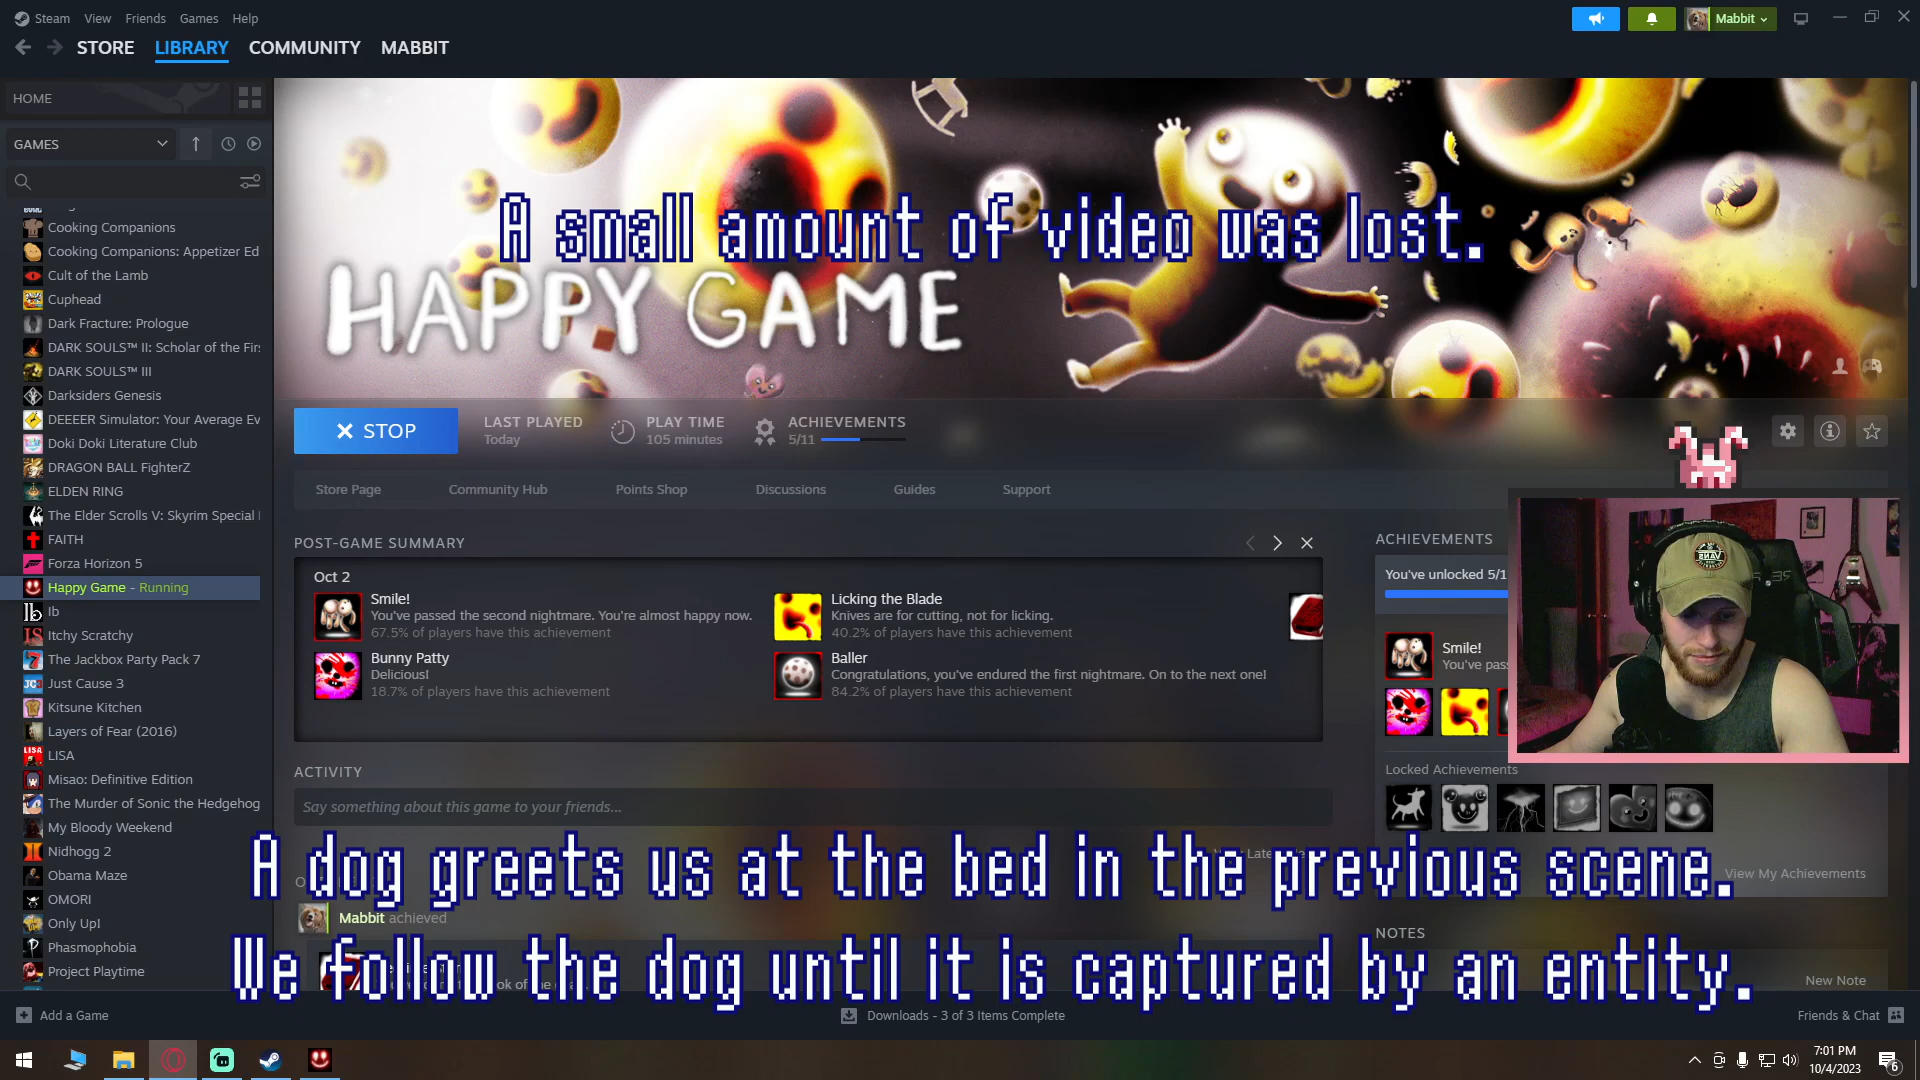 Steam View Friends Games Help
Mabbit
STORE LIBRARY COMMUNITY MABBIT
HOME
GAMES
Cooking Companions
Cooking Companions: Appetizer Ed
Cult of the Lamb
Cuphead
Dark Fracture: Prologue
DARK SOULS™ II: Scholar of the Firs
DARK SOULS™ III
Darksiders Genesis
DEEEER Simulator: Your Average Ev
Doki Doki Literature Club
DRAGON BALL FighterZ
ELDEN RING
The Elder Scrolls V: Skyrim Special
FAITH
Forza Horizon 5
Happy Game - Running
Ib
Itchy Scratchy
The Jackbox Party Pack 7
Just Cause 3
Kitsune Kitchen
Layers of Fear (2016)
LISA
Misao: Definitive Edition
The Murder of Sonic the Hedgehog
My Bloody Weekend
Nidhogg 2
Obama Maze
OMORI
Only Up!
Phasmophobia
Project Playtime
A small amount of video was lost.
HAPPY GAME
STOP
LAST PLAYED
Today
PLAY TIME
105 minutes
ACHIEVEMENTS
5/11
Store Page Community Hub Points Shop Discussions Guides Support
POST-GAME SUMMARY
Oct 2
Smile!
You've passed the second nightmare. You're almost happy now.
67.5% of players have this achievement
Licking the Blade
Knives are for cutting, not for licking.
40.2% of players have this achievement
Bunny Patty
Delicious!
18.7% of players have this achievement
Baller
Congratulations, you've endured the first nightmare. On to the next one!
84.2% of players have this achievement
ACHIEVEMENTS
You've unlocked 5/1
Smile!
You've pass
Locked Achievements
View My Achievements
VANS
ACTIVITY
Say something about this game to your friends...
A dog greets us at the bed in the previous scene.
Mabbit achieved
We follow the dog until it is captured by an entity.
NOTES
New Note
Add a Game
Downloads - 3 of 3 Items Complete
Friends & Chat
7:01 PM
10/4/2023
6